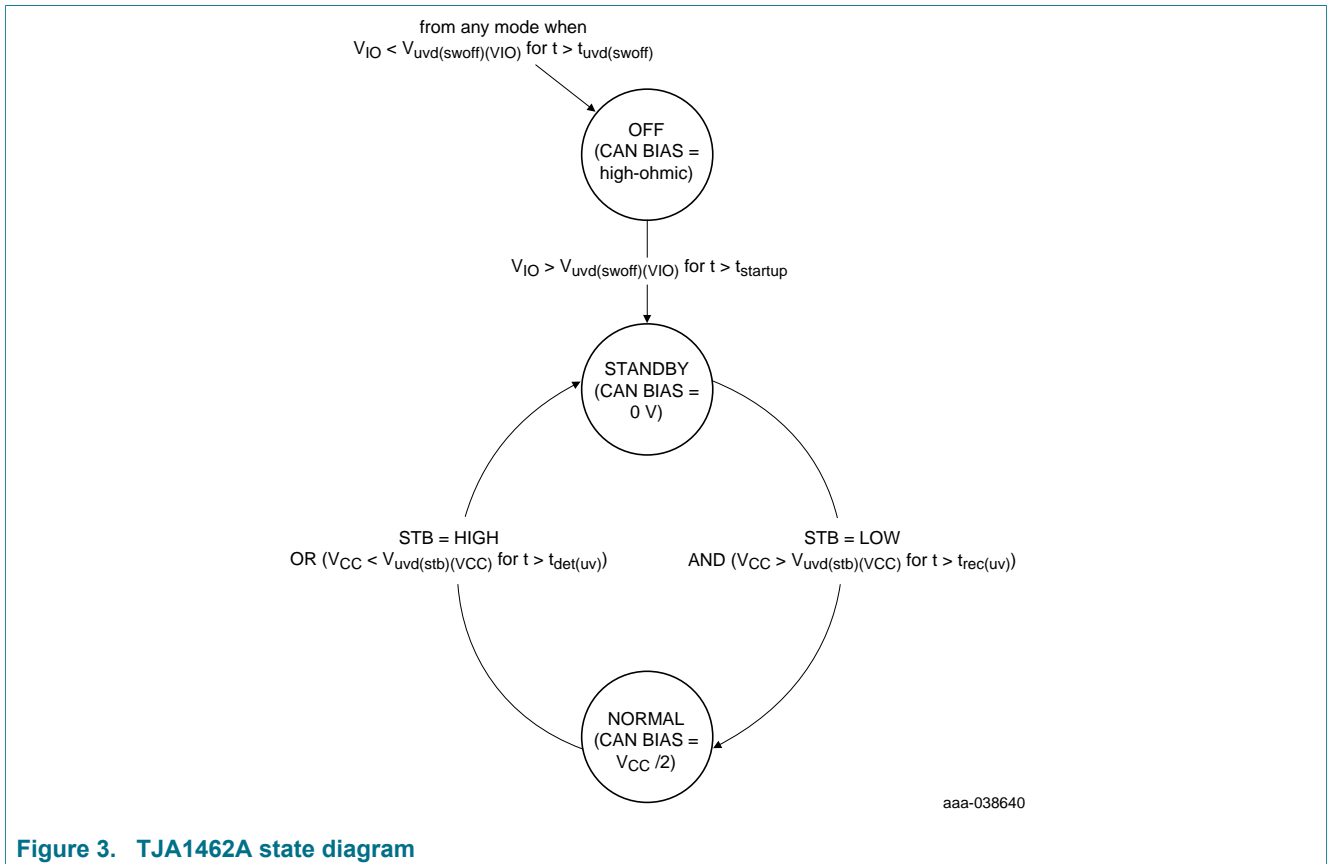 from any mode when
VIO < Vuvd(swoff)(VIO) for t > tuvd(swoff)
OFF
(CAN BIAS =
high-ohmic)
VIO > Vuvd(swoff)(VIO) for t > tstartup
STANDBY
(CAN BIAS =
0 V)
STB = HIGH
OR (VCC < Vuvd(stb)(VCC) for t > tdet(uv))
STB = LOW
AND (VCC > Vuvd(stb)(VCC) for t > trec(uv))
NORMAL
(CAN BIAS =
VCC /2)
aaa-038640
Figure 3. TJA1462A state diagram